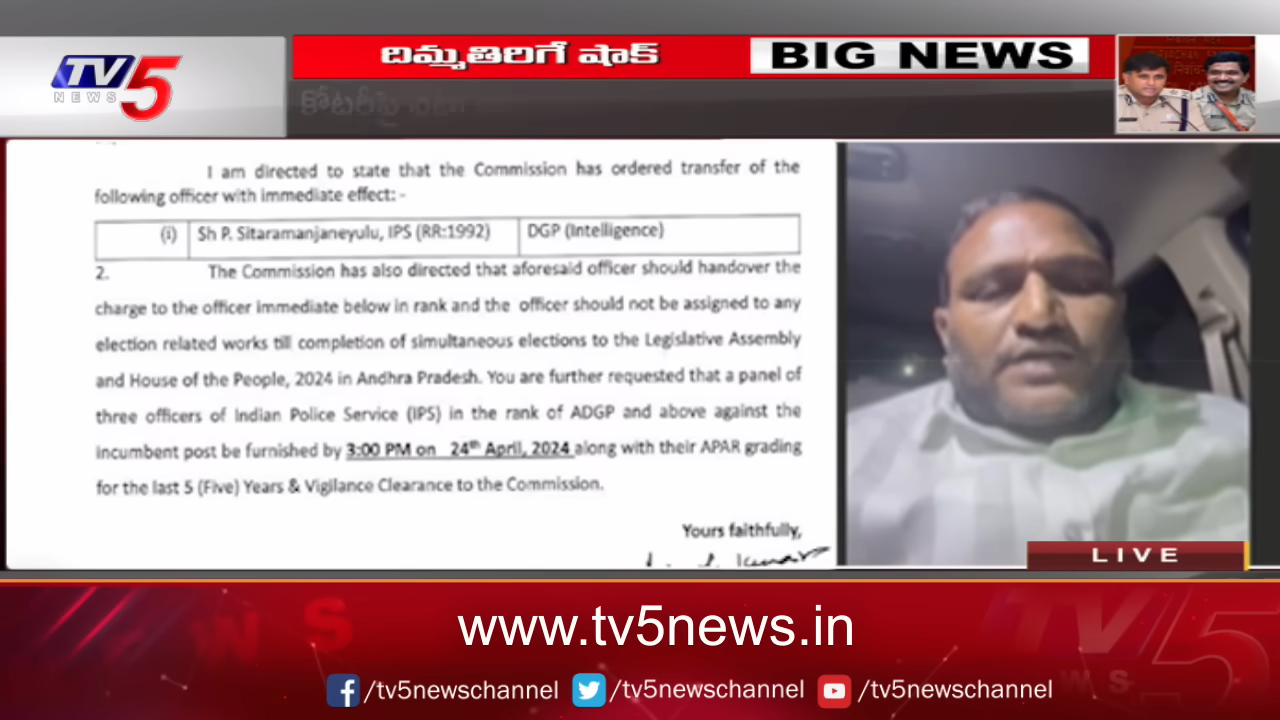 TV5
NEWS
దిమ్మతిరిగే షాక్
BIG NEWS
I am directed to state that the Commission has ordered transfer of the
following officer with immediate effect: -
(i) Sh P. Sitaramanjaneyulu, IPS (RR:1992) DGP (Intelligence)
2. The Commission has also directed that aforesaid officer should handover the
charge to the officer immediate below in rank and the officer should not be assigned to any
election related works till completion of simultaneous elections to the Legislative Assembly
and House of the People, 2024 in Andhra Pradesh. You are further requested that a panel of
three officers of Indian Police Service (IPS) in the rank of ADGP and above against the
incumbent post be furnished by 3:00 PM on 24th April, 2024 along with their APAR grading
for the last 5 (Five) Years & Vigilance Clearance to the Commission.
Yours faithfully,
LIVE
www.tv5news.in
/tv5newschannel /tv5newschannel /tv5newschannel